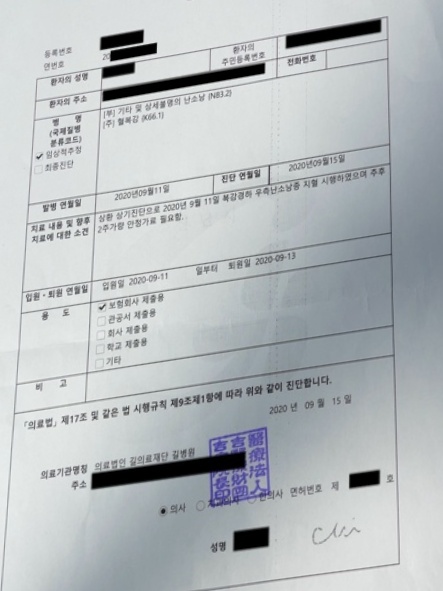 등록번호
연번호 20
환자의 성명 환자의 주민등록번호
환자의 주소 전화번호
병 명
(국제질병
분류코드)
임상적추정
최종진단
[부] 기타 및 상세불명의 난소낭 (N83.2)
[주] 혈복강 (K66.1)
발병 연월일 2020년09월11일 진단 연월일 2020년09월15일
치료 내용 및 향후
치료에 대한 소견
상환 상기진단으로 2020년 9월 11일 복강경하 우측난소낭종 지혈 시행하였으며 추후
2주가량 안정가료 필요함.
입원·퇴원 연월일 입원일 2020-09-11 일부터 퇴원일 2020-09-13
용 도
보험회사 제출용
관공서 제출용
회사 제출용
학교 제출용
기타
비 고
「의료법」 제17조 및 같은 법 시행규칙 제9조제1항에 따라 위와 같이 진단합니다.
2020 년 09 월 15 일
의료기관명칭 의료법인 길의료재단 길병원
주소
의사 면허번호 제 호
성명